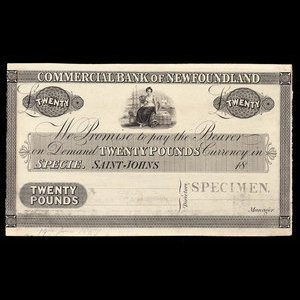 COMMERCIAL BANK OF NEWFOUNDLAND
TWENTY TWENTY
We Promise to pay the Bearer
on Demand TWENTY POUNDS Currency in
SPECIE. SAINT-JOHNS 18
TWENTY
POUNDS
Directors
SPECIMEN.
Manager